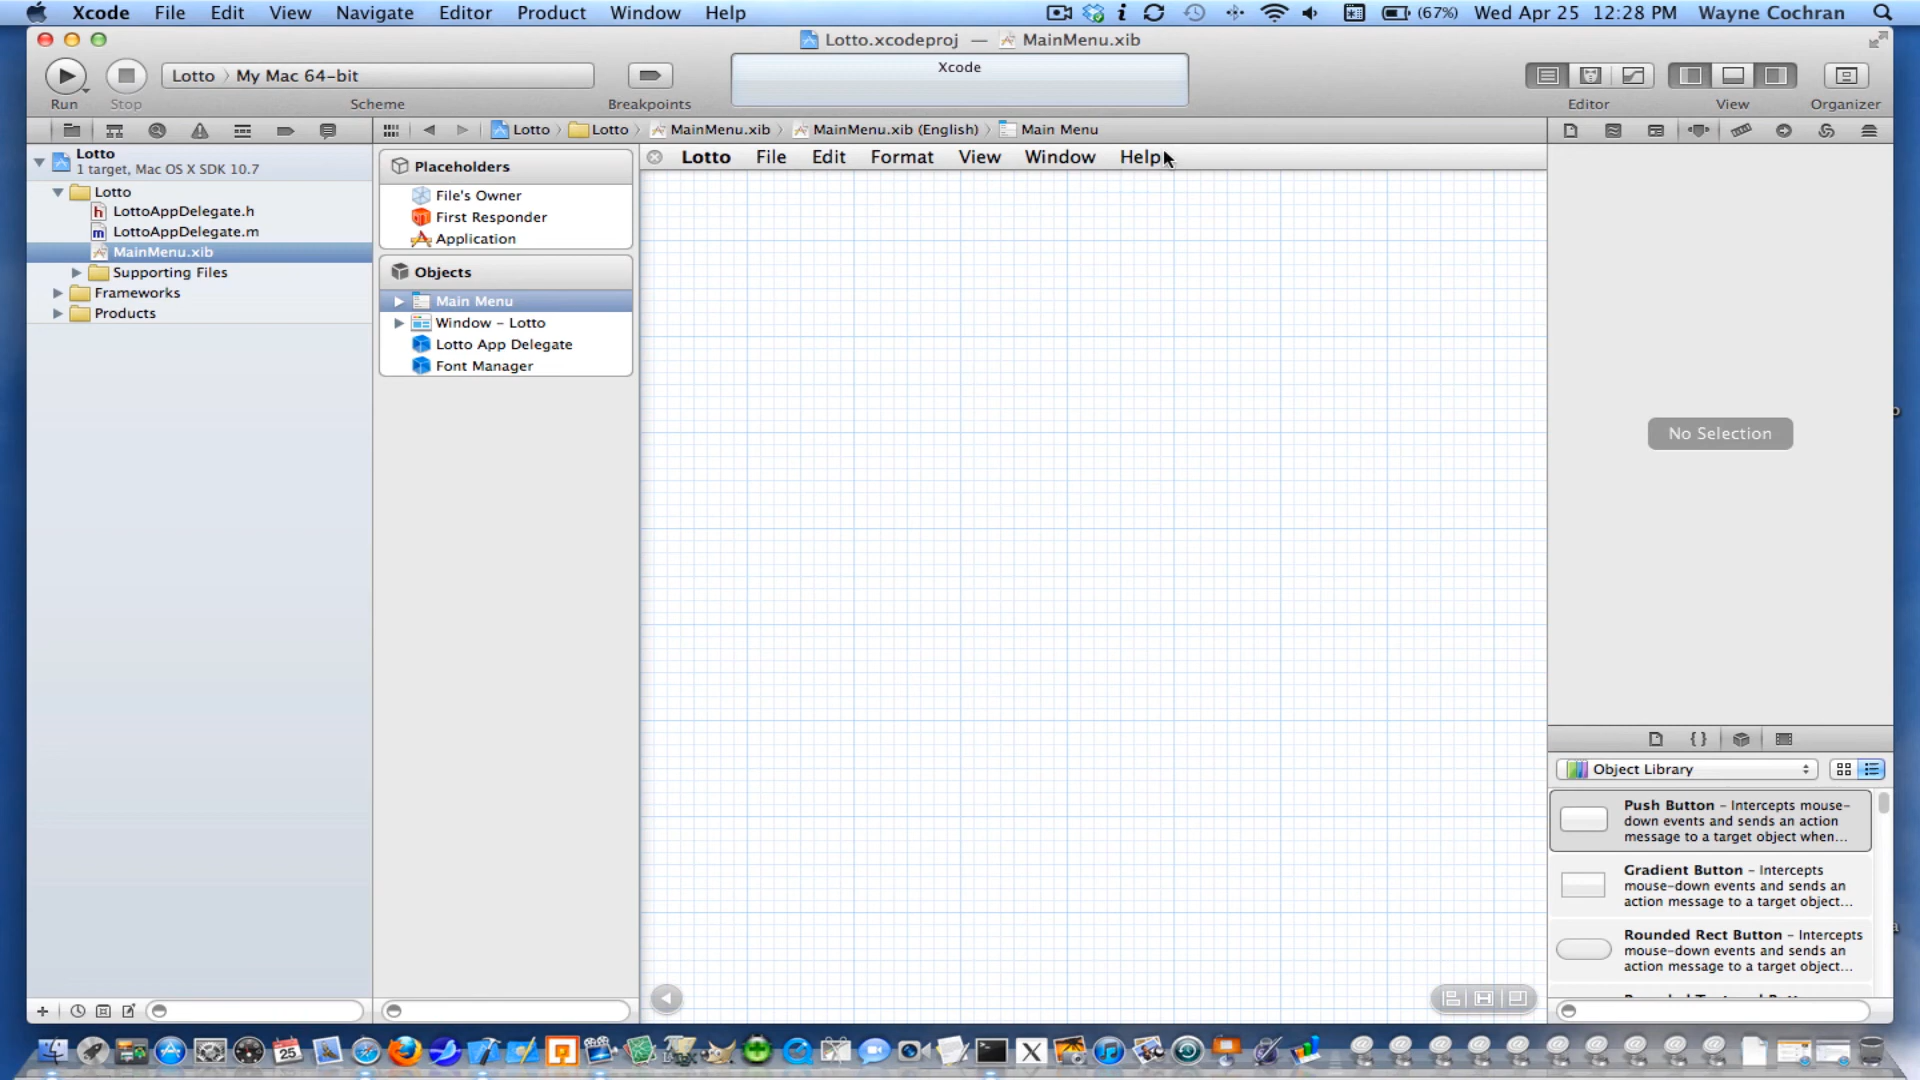 Xcode File Edit View Navigate Editor Product Window Help (67%) Wed Apr 25 12:28 PM Wayne Cochran
Lotto.xcodeproj — MainMenu.xib
Lotto 〉 My Mac 64-bit
Xcode
Run Stop Scheme Breakpoints Editor View Organizer
Lotto 〉 Lotto 〉 MainMenu.xib 〉 MainMenu.xib (English) 〉 Main Menu
Lotto
1 target, Mac OS X SDK 10.7
Lotto
LottoAppDelegate.h
LottoAppDelegate.m
MainMenu.xib
Supporting Files
Frameworks
Products
Placeholders
File's Owner
First Responder
Application
Objects
Main Menu
Window – Lotto
Lotto App Delegate
Font Manager
Lotto File Edit Format View Window Help
No Selection
{ }
Object Library
Push Button – Intercepts mouse-
down events and sends an action
message to a target object when...
Gradient Button – Intercepts
mouse-down events and sends an
action message to a target object...
Rounded Rect Button – Intercepts
mouse-down events and sends an
action message to a target object...
25